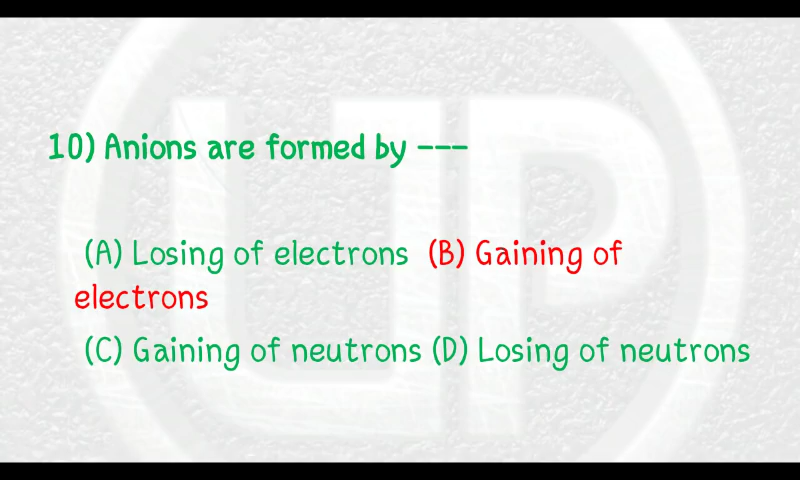 10) Anions are formed by ---
(A) Losing of electrons (B) Gaining of
electrons
(C) Gaining of neutrons (D) Losing of neutrons